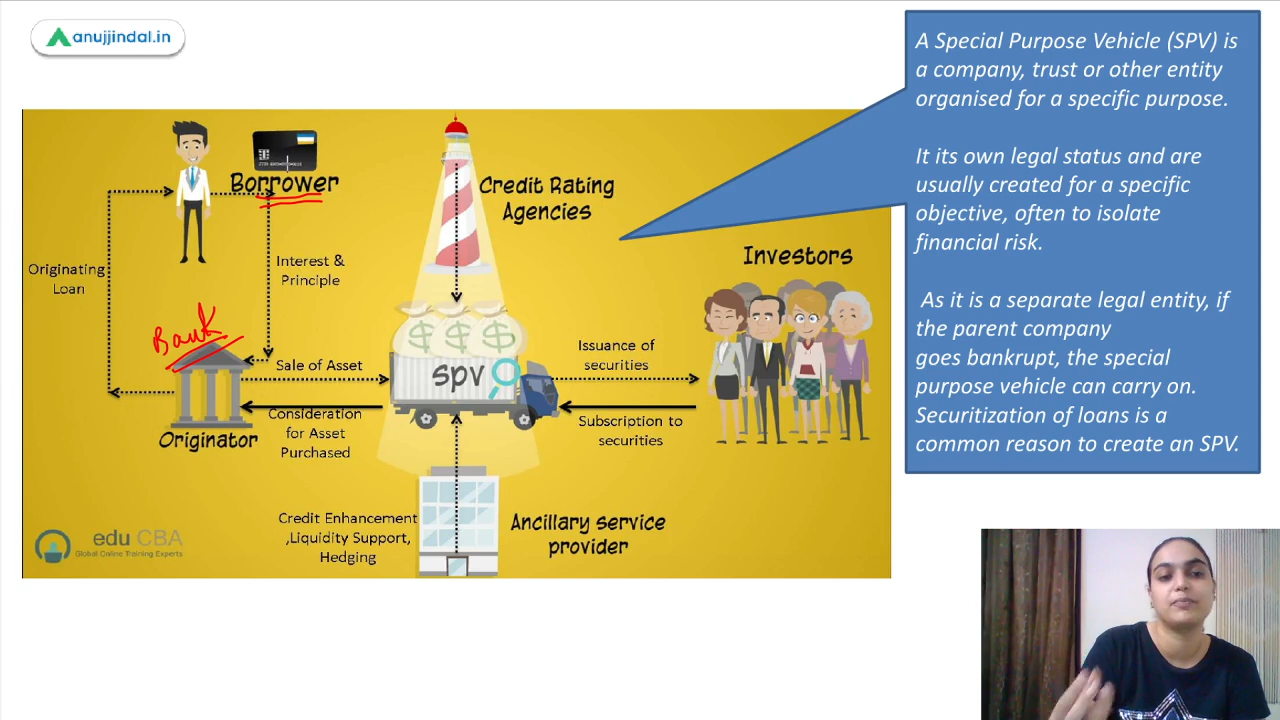 anujjindal.in
A Special Purpose Vehicle (SPV) is
a company, trust or other entity
organised for a specific purpose.
It its own legal status and are
usually created for a specific
objective, often to isolate
financial risk.
As it is a separate legal entity, if
the parent company
goes bankrupt, the special
purpose vehicle can carry on.
Securitization of loans is a
common reason to create an SPV.
Borrower
Credit Rating
Agencies
Investors
Originating
Loan
Interest &
Principle
Bank
Sale of Asset
spv
Issuance of
securities
Originator
Consideration
for Asset
Purchased
Subscription to
securities
Credit Enhancement
,Liquidity Support,
Hedging
Ancillary service
provider
edu CBA
Global Online Training Experts